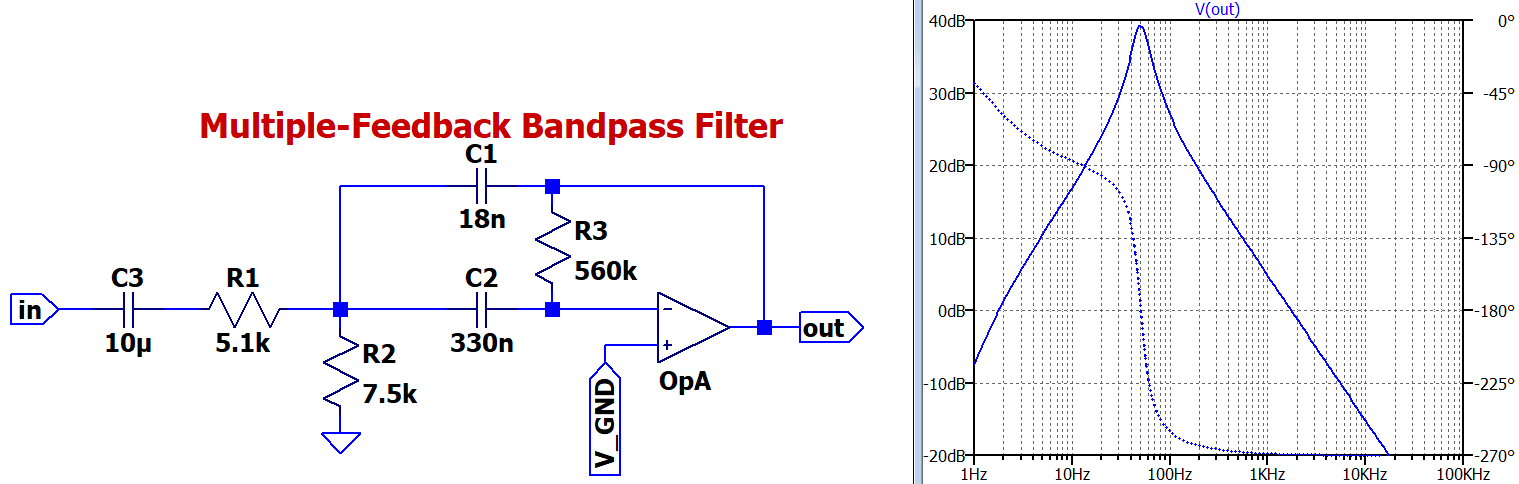 Multiple-Feedback Bandpass Filter
C1
18n
R3
560k
C3
10µ
R1
5.1k
C2
330n
in
R2
7.5k
−
+
OpA
out
V_GND
V(out)
40dB
30dB
20dB
10dB
0dB
-10dB
-20dB
0°
-45°
-90°
-135°
-180°
-225°
-270°
1Hz
10Hz
100Hz
1KHz
10KHz
100KHz